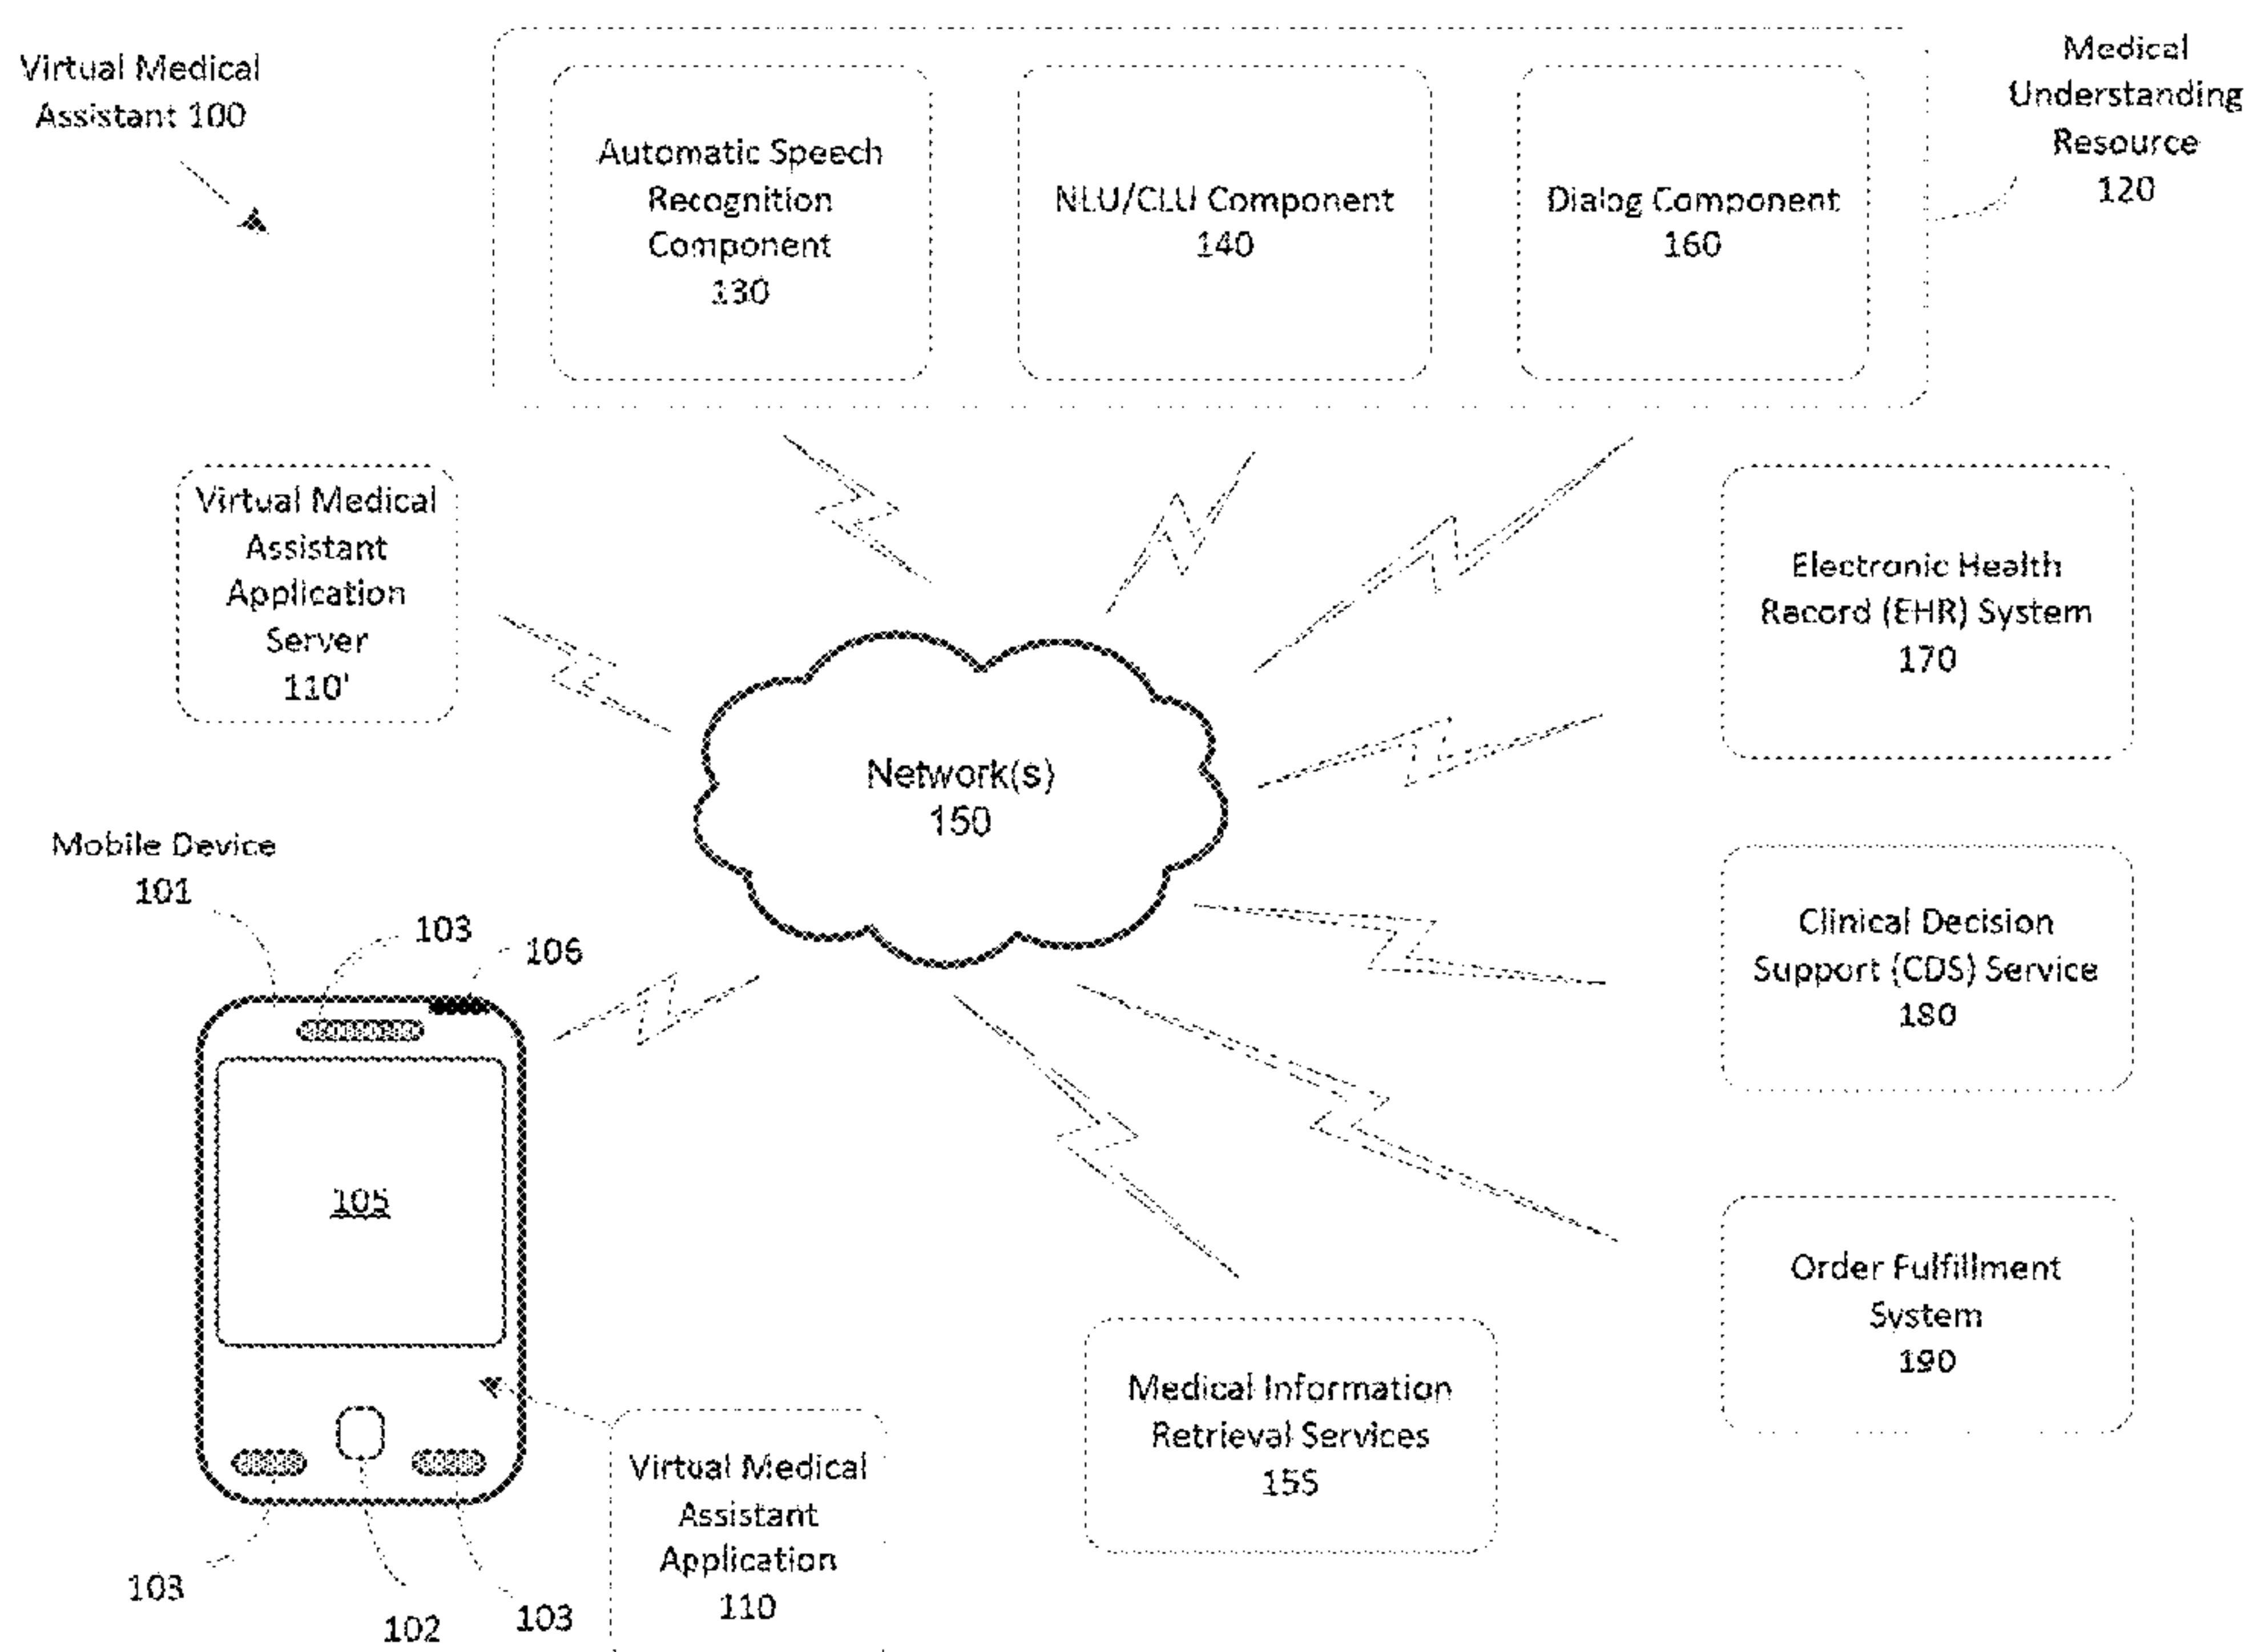 Virtual Medical
Assistant 100
Automatic Speech
Recognition
Component
130
NLU/CLU Component
140
Dialog Component
160
Medical
Understanding
Resource
120
Virtual Medical
Assistant
Application
Server
110'
Electronic Health
Record (EHR) System
170
Network(s)
150
Mobile Device
101
103
106
Clinical Decision
Support (CDS) Service
180
105
Order Fulfillment
System
190
Medical Information
Retrieval Services
155
Virtual Medical
Assistant
Application
110
103
102
103